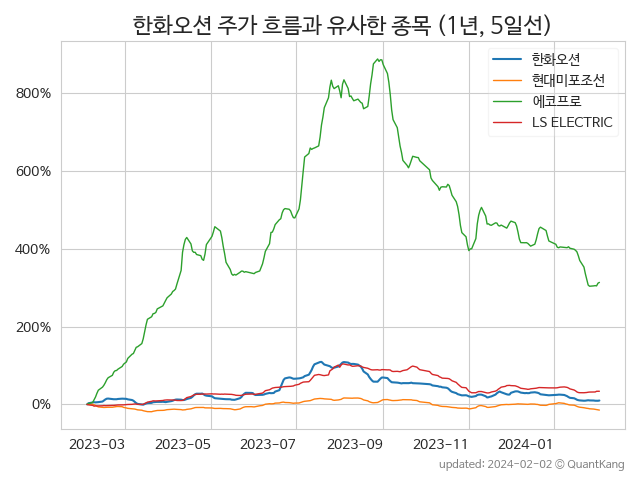 한화오션 주가 흐름과 유사한 종목 (1년, 5일선)
한화오션
현대미포조선
에코프로
LS ELECTRIC
800%
600%
400%
200%
0%
2023-03 2023-05 2023-07 2023-09 2023-11 2024-01
updated: 2024-02-02 © QuantKang